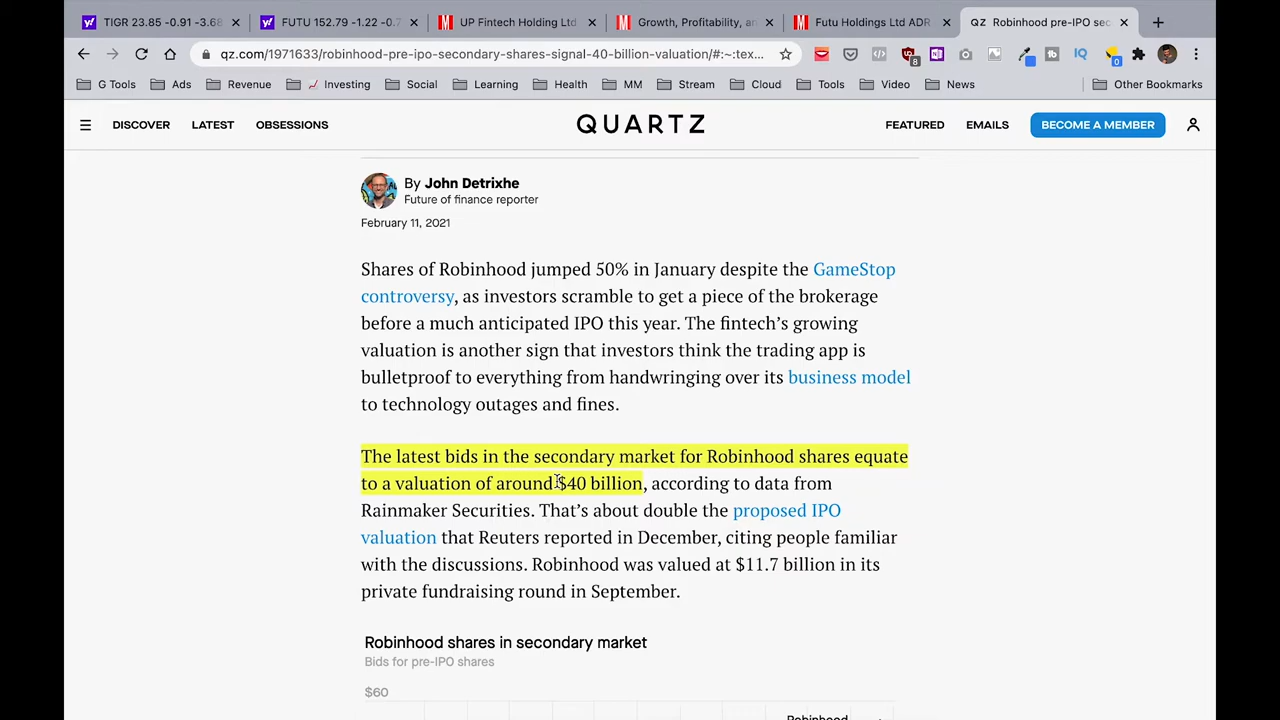 TIGR 23.85 -0.91 -3.68
FUTU 152.79 -1.22 -0.7
UP Fintech Holding Ltd
Growth, Profitability, an
Futu Holdings Ltd ADR
QZ Robinhood pre-IPO sec
qz.com/1971633/robinhood-pre-ipo-secondary-shares-signal-40-billion-valuation/#:~:tex...
8
IQ
0
G Tools
Ads
Revenue
Investing
Social
Learning
Health
MM
Stream
Cloud
Tools
Video
News
Other Bookmarks
DISCOVER
LATEST
OBSESSIONS
QUARTZ
FEATURED
EMAILS
BECOME A MEMBER
By John Detrixhe
Future of finance reporter
February 11, 2021
Shares of Robinhood jumped 50% in January despite the GameStop
controversy, as investors scramble to get a piece of the brokerage
before a much anticipated IPO this year. The fintech’s growing
valuation is another sign that investors think the trading app is
bulletproof to everything from handwringing over its business model
to technology outages and fines.
The latest bids in the secondary market for Robinhood shares equate
to a valuation of around $40 billion, according to data from
Rainmaker Securities. That’s about double the proposed IPO
valuation that Reuters reported in December, citing people familiar
with the discussions. Robinhood was valued at $11.7 billion in its
private fundraising round in September.
Robinhood shares in secondary market
Bids for pre-IPO shares
$60
Robinhood